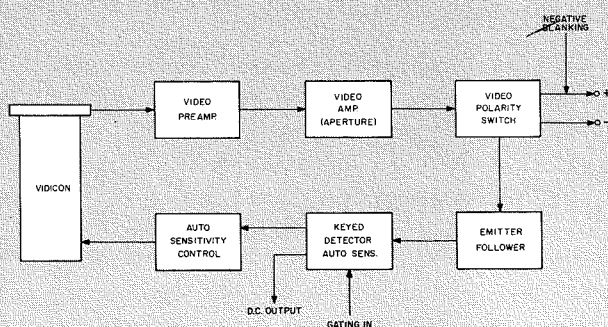 NEGATIVE
BLANKING
VIDEO
PREAMP.
VIDEO
AMP
(APERTURE)
VIDEO
POLARITY
SWITCH
+
-
VIDICON
AUTO
SENSITIVITY
CONTROL
KEYED
DETECTOR
AUTO SENS.
EMITTER
FOLLOWER
D.C. OUTPUT
GATING IN